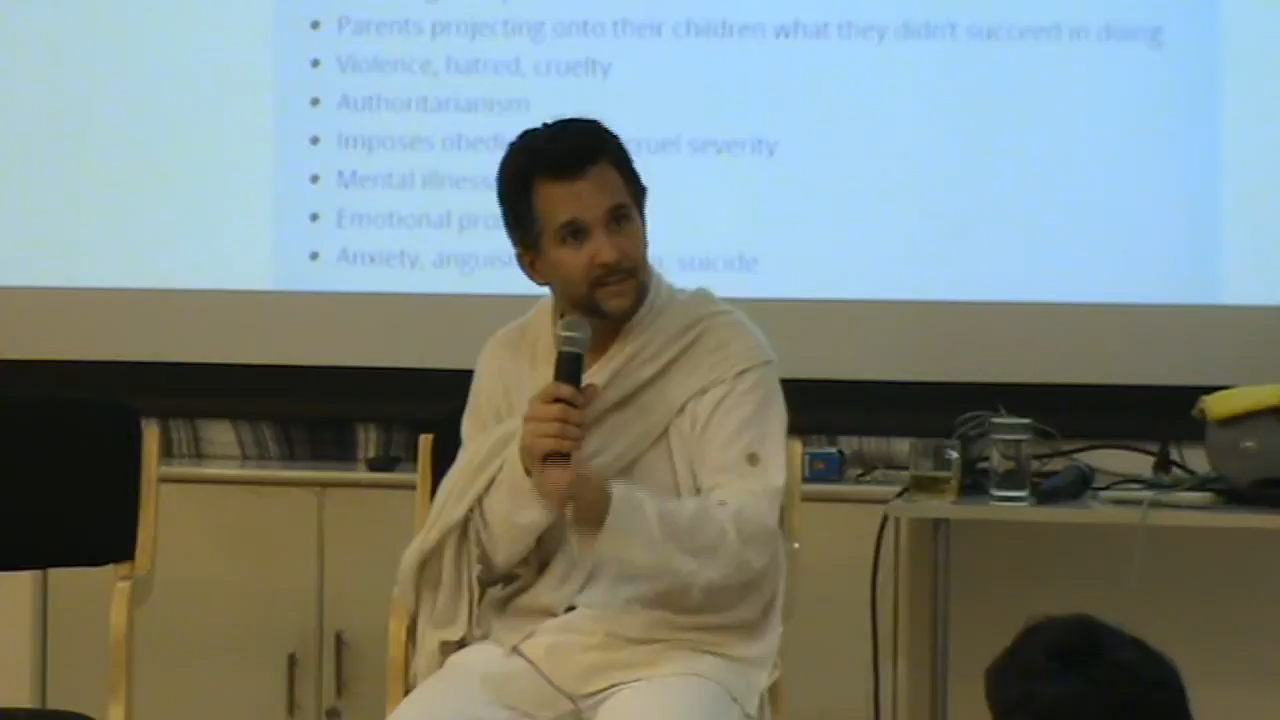 Parents projecting onto their children what they didn't succeed in doing
Violence, hatred, cruelty
Authoritarianism
Imposes cruel severity
Mental illness
Emotional
Anxiety, suicide